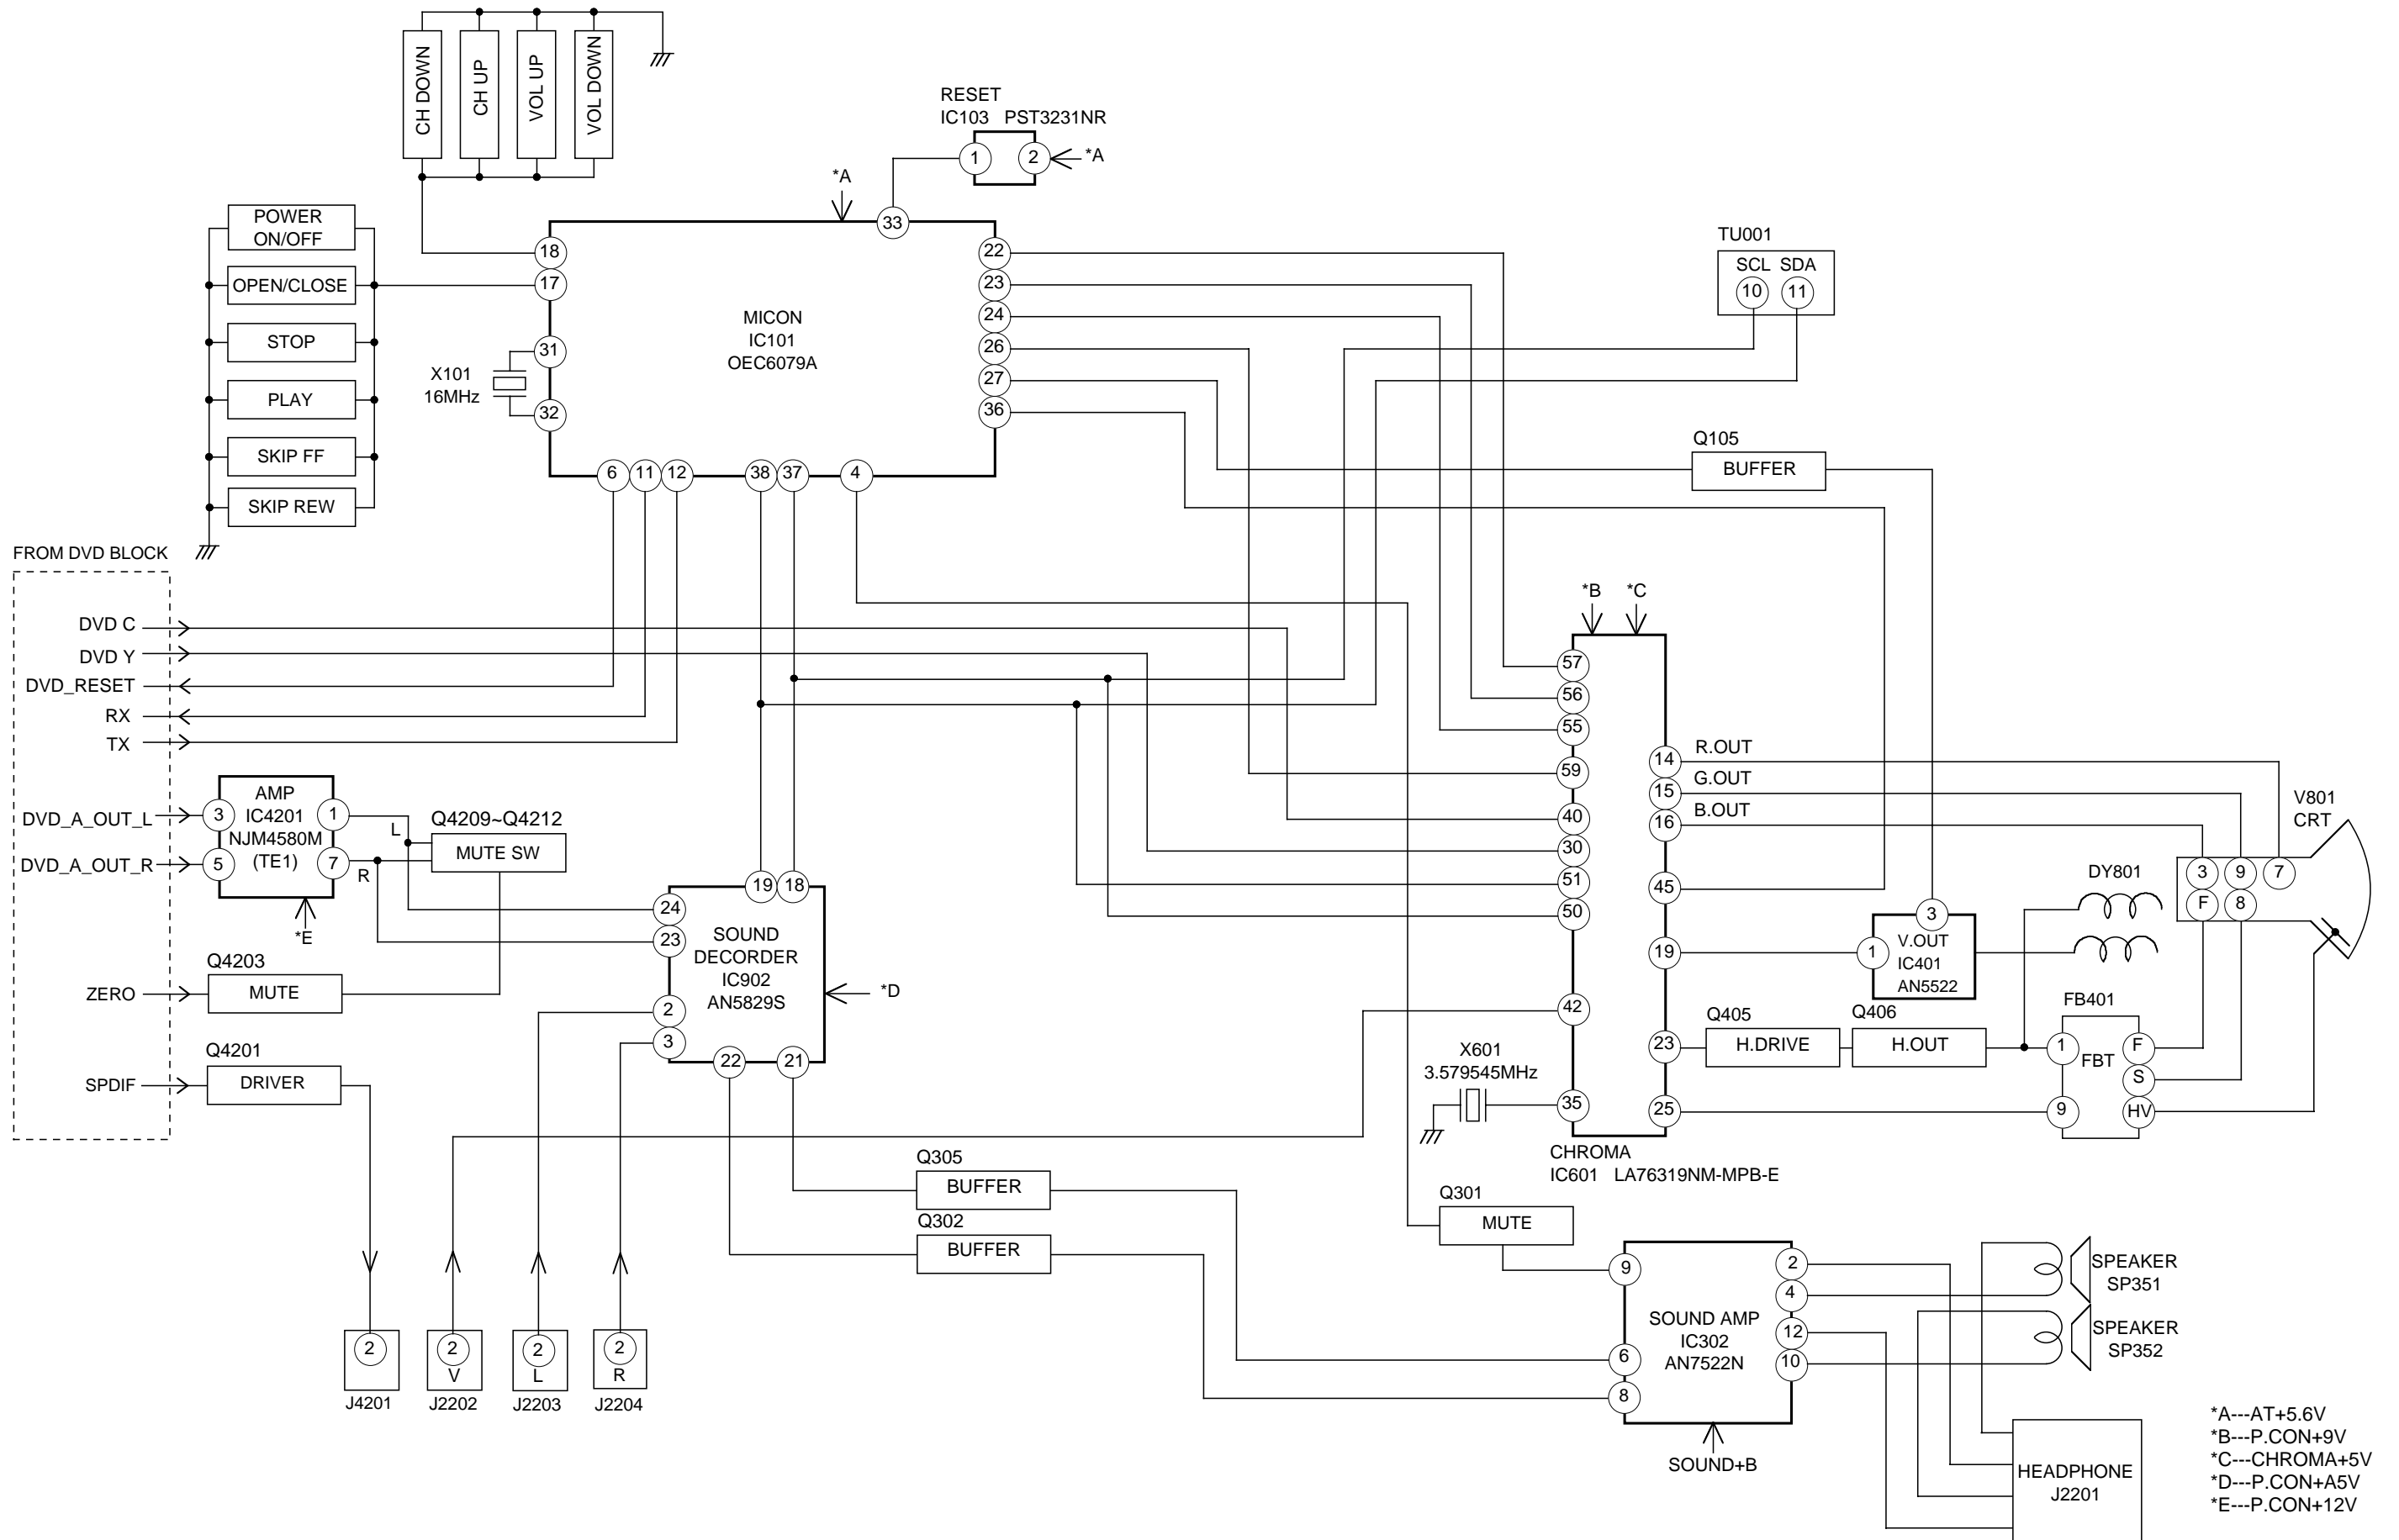 CH DOWN
CH UP
VOL UP
VOL DOWN
RESET
IC103 PST3231NR
1
2
*A
*A
33
POWER
ON/OFF
OPEN/CLOSE
STOP
PLAY
SKIP FF
SKIP REW
18
17
31
32
X101
16MHz
MICON
IC101
OEC6079A
22
23
24
26
27
36
6
11
12
38
37
4
TU001
SCL SDA
10
11
Q105
BUFFER
FROM DVD BLOCK
DVD C
DVD Y
DVD_RESET
RX
TX
DVD_A_OUT_L
DVD_A_OUT_R
ZERO
SPDIF
AMP
IC4201
NJM4580M
(TE1)
3
5
1
7
L
R
*E
Q4209~Q4212
MUTE SW
Q4203
MUTE
Q4201
DRIVER
19
18
24
23
2
3
22
21
SOUND
DECORDER
IC902
AN5829S
*D
*B
*C
57
56
55
59
40
30
51
50
42
35
14
15
16
45
19
23
25
R.OUT
G.OUT
B.OUT
X601
3.579545MHz
CHROMA
IC601 LA76319NM-MPB-E
V801
CRT
3
9
7
F
8
DY801
3
1
V.OUT
IC401
AN5522
Q405
H.DRIVE
Q406
H.OUT
FB401
FBT
1
9
F
S
HV
Q305
BUFFER
Q302
BUFFER
Q301
MUTE
9
6
8
SOUND AMP
IC302
AN7522N
2
4
12
10
SOUND+B
SPEAKER
SP351
SPEAKER
SP352
HEADPHONE
J2201
2
J4201
2
V
J2202
2
L
J2203
2
R
J2204
*A---AT+5.6V
*B---P.CON+9V
*C---CHROMA+5V
*D---P.CON+A5V
*E---P.CON+12V